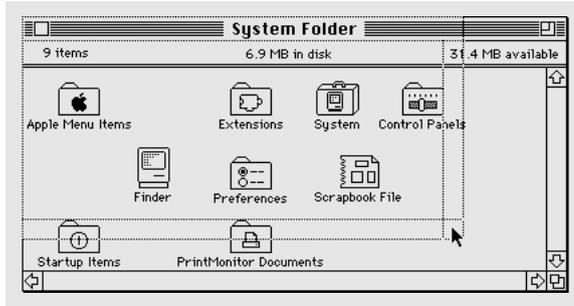 System Folder
9 items 6.9 MB in disk 31.4 MB available
Apple Menu Items Extensions System Control Panels
Finder Preferences Scrapbook File
Startup Items PrintMonitor Documents